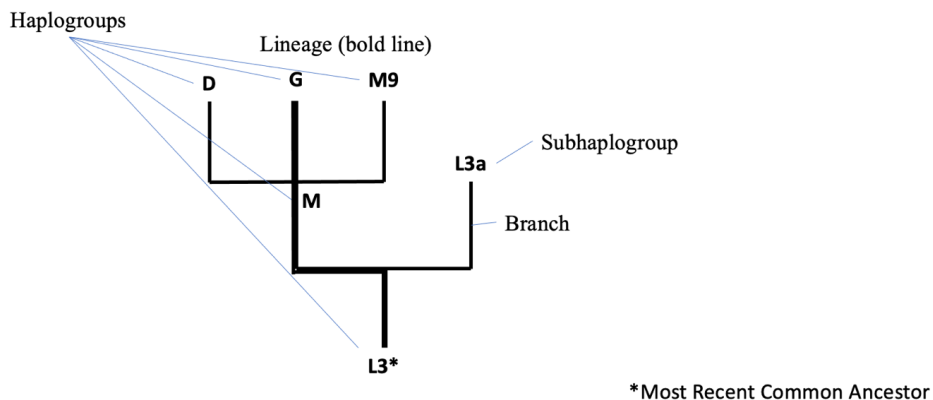 Haplogroups
Lineage (bold line)
D
G
M9
Subhaplogroup
L3a
M
Branch
L3*
*Most Recent Common Ancestor